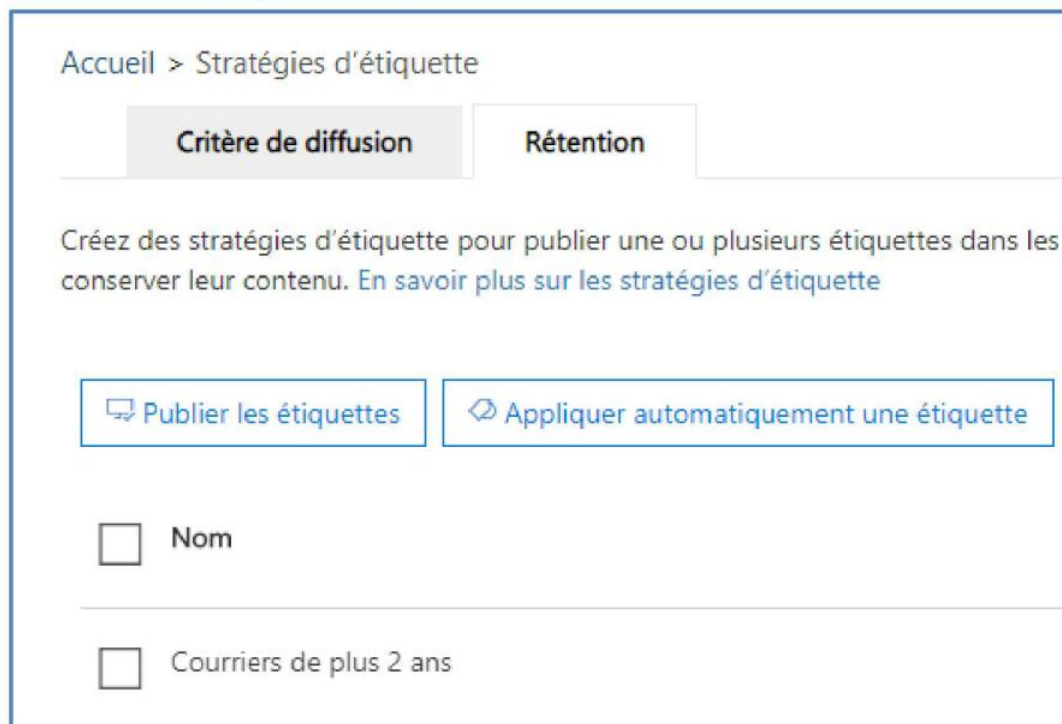 Accueil > Stratégies d'étiquette
Critère de diffusion Rétention
Créez des stratégies d'étiquette pour publier une ou plusieurs étiquettes dans les
conserver leur contenu. En savoir plus sur les stratégies d'étiquette
Publier les étiquettes Appliquer automatiquement une étiquette
Nom
Courriers de plus 2 ans